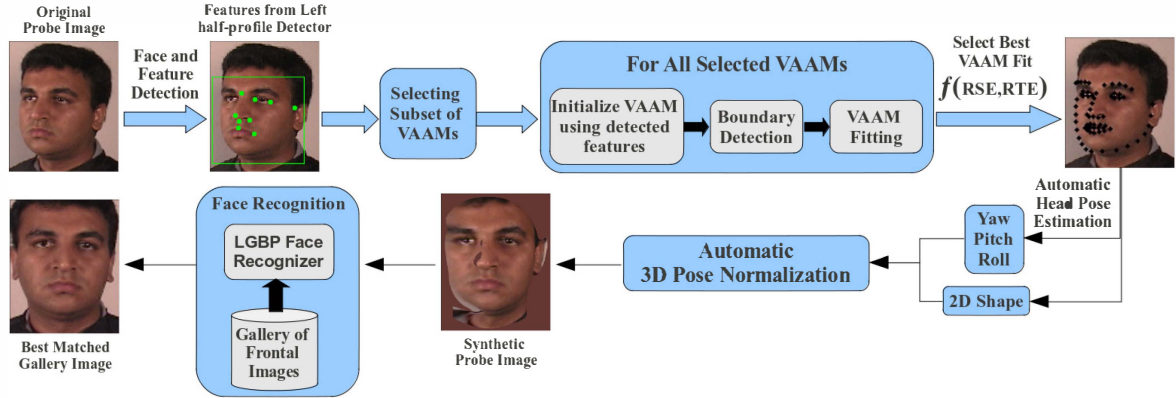 Original
Probe Image
Face and
Feature
Detection
Features from Left
half-profile Detector
Selecting
Subset of
VAAMs
For All Selected VAAMs
Initialize VAAM
using detected
features
Boundary
Detection
VAAM
Fitting
Select Best
VAAM Fit
f(RSE,RTE)
Automatic
Head Pose
Estimation
Yaw
Pitch
Roll
2D Shape
Automatic
3D Pose Normalization
Synthetic
Probe Image
Face Recognition
LGBP Face
Recognizer
Gallery of
Frontal
Images
Best Matched
Gallery Image